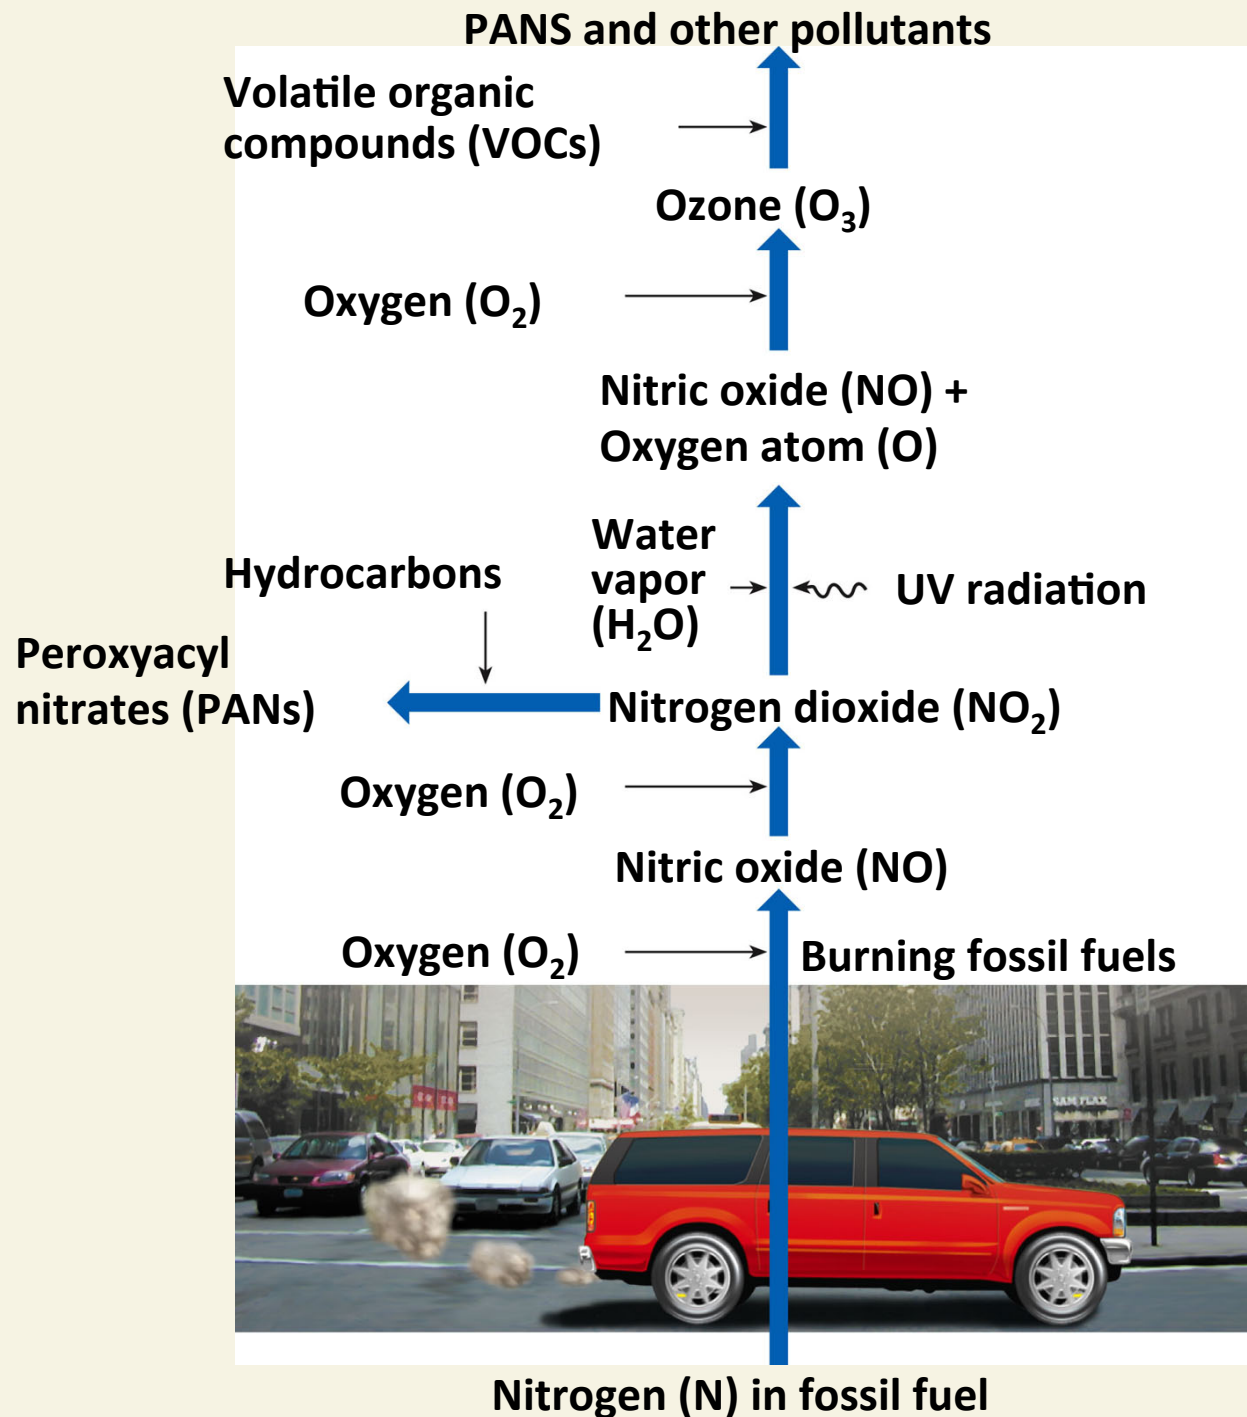 PANS and other pollutants
Volatile organic
compounds (VOCs)
Ozone (O₃)
Oxygen (O₂)
Nitric oxide (NO) +
Oxygen atom (O)
Water
vapor
(H₂O)
UV radiation
Hydrocarbons
Peroxyacyl
nitrates (PANs)
Nitrogen dioxide (NO₂)
Oxygen (O₂)
Nitric oxide (NO)
Oxygen (O₂)
Burning fossil fuels
SAM FLAX
Nitrogen (N) in fossil fuel